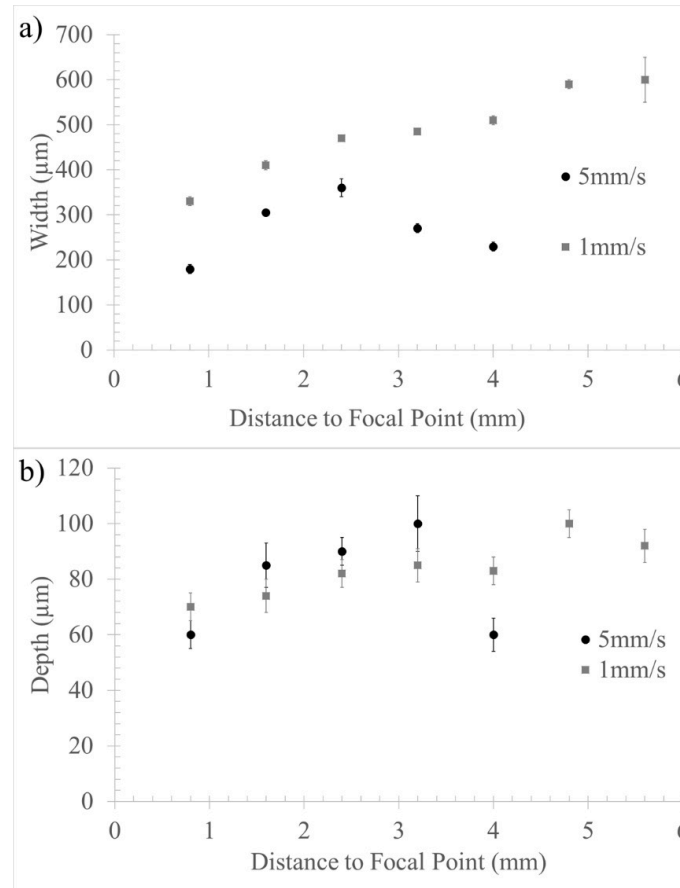 a)
700
600
500
400
300
200
100
0
Width (µm)
5mm/s
1mm/s
0 1 2 3 4 5 6
Distance to Focal Point (mm)
b)
120
100
80
60
40
20
0
Depth (µm)
5mm/s
1mm/s
0 1 2 3 4 5 6
Distance to Focal Point (mm)